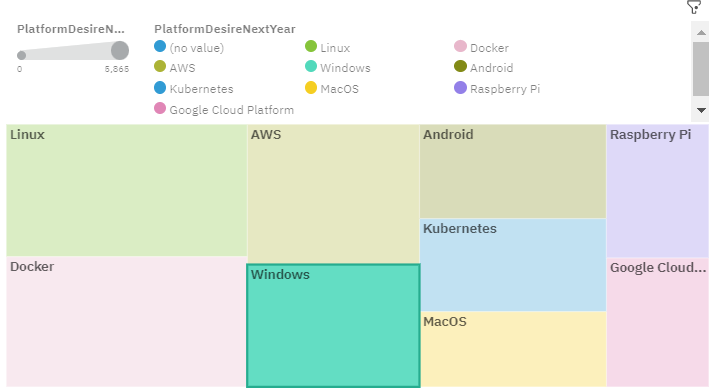 PlatformDesireN...
0
5,865
PlatformDesireNextYear
(no value)
Linux
Docker
AWS
Windows
Android
Kubernetes
MacOS
Raspberry Pi
Google Cloud Platform
Linux
AWS
Android
Raspberry Pi
Kubernetes
Docker
Google Cloud...
Windows
MacOS